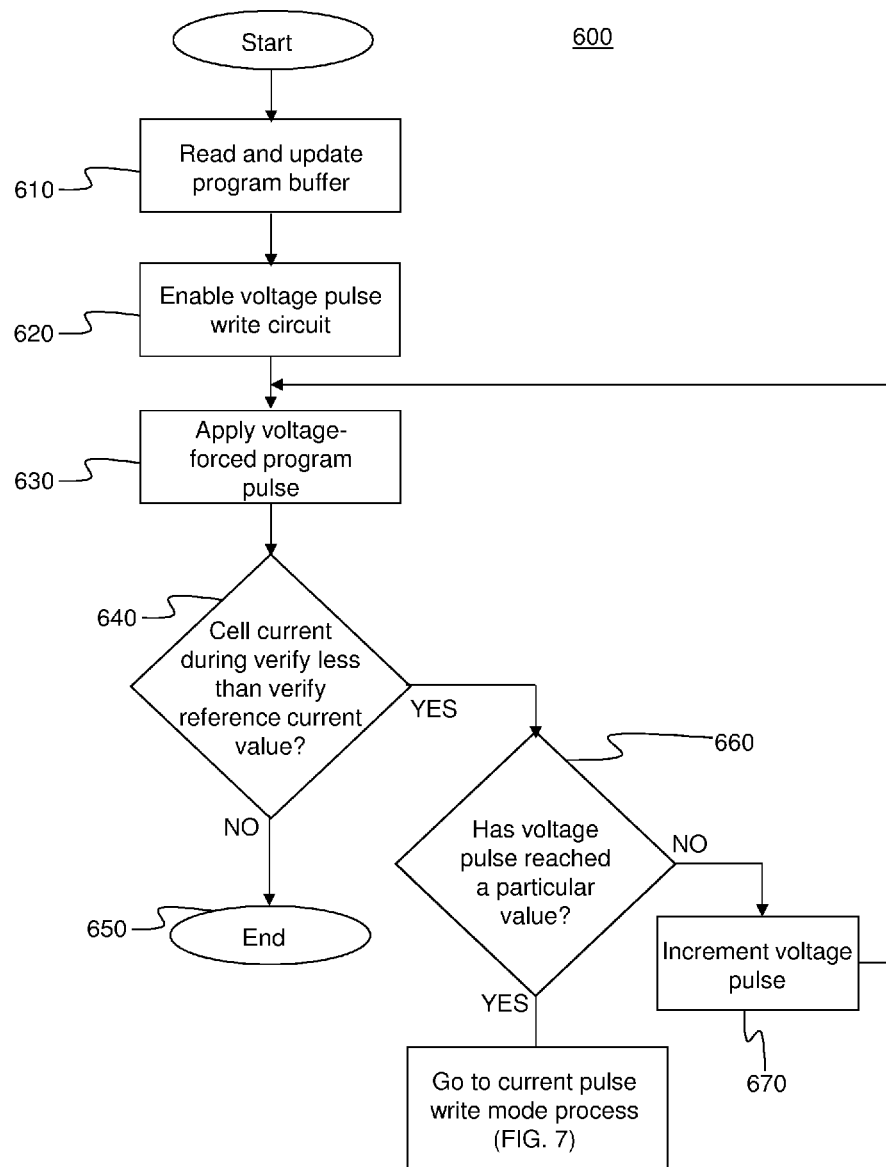 Start
600
Read and update
program buffer
610
Enable voltage pulse
write circuit
620
Apply voltage-
forced program
pulse
630
640
Cell current
during verify less
than verify
reference current
value?
YES
NO
660
Has voltage
pulse reached
a particular
value?
NO
YES
650
End
Increment voltage
pulse
670
Go to current pulse
write mode process
(FIG. 7)